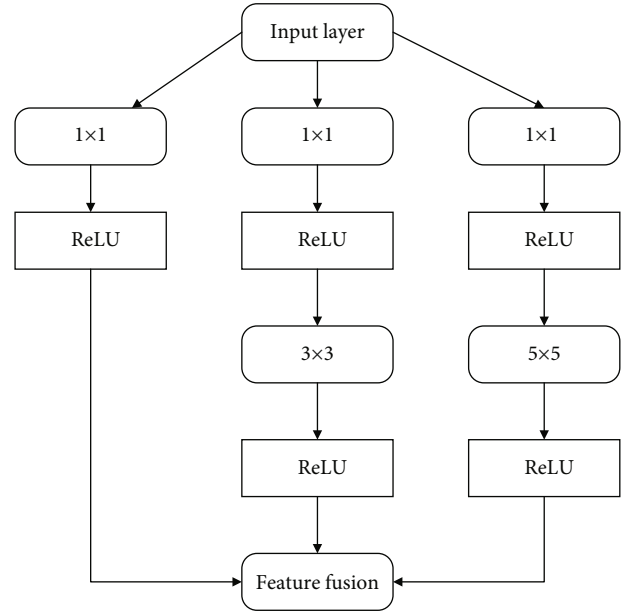 Input layer
1×1
1×1
1×1
ReLU
ReLU
ReLU
3×3
5×5
ReLU
ReLU
Feature fusion